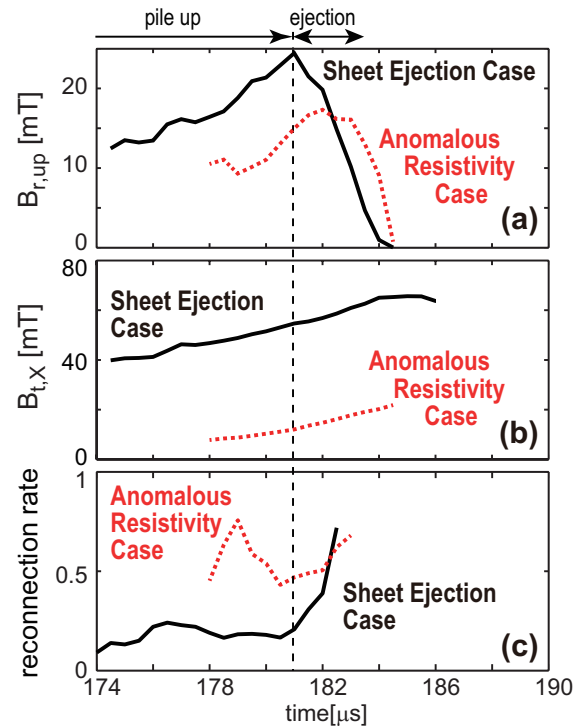 pile up ejection
20
10
0
B_{r,up} [mT]
Sheet Ejection Case
Anomalous
Resistivity
Case
(a)
80
40
0
B_{t,X} [mT]
Sheet Ejection
Case
Anomalous
Resistivity
Case
(b)
1
0.5
0
reconnection rate
Anomalous
Resistivity
Case
Sheet Ejection
Case
(c)
174 178 182 186 190
time[μs]